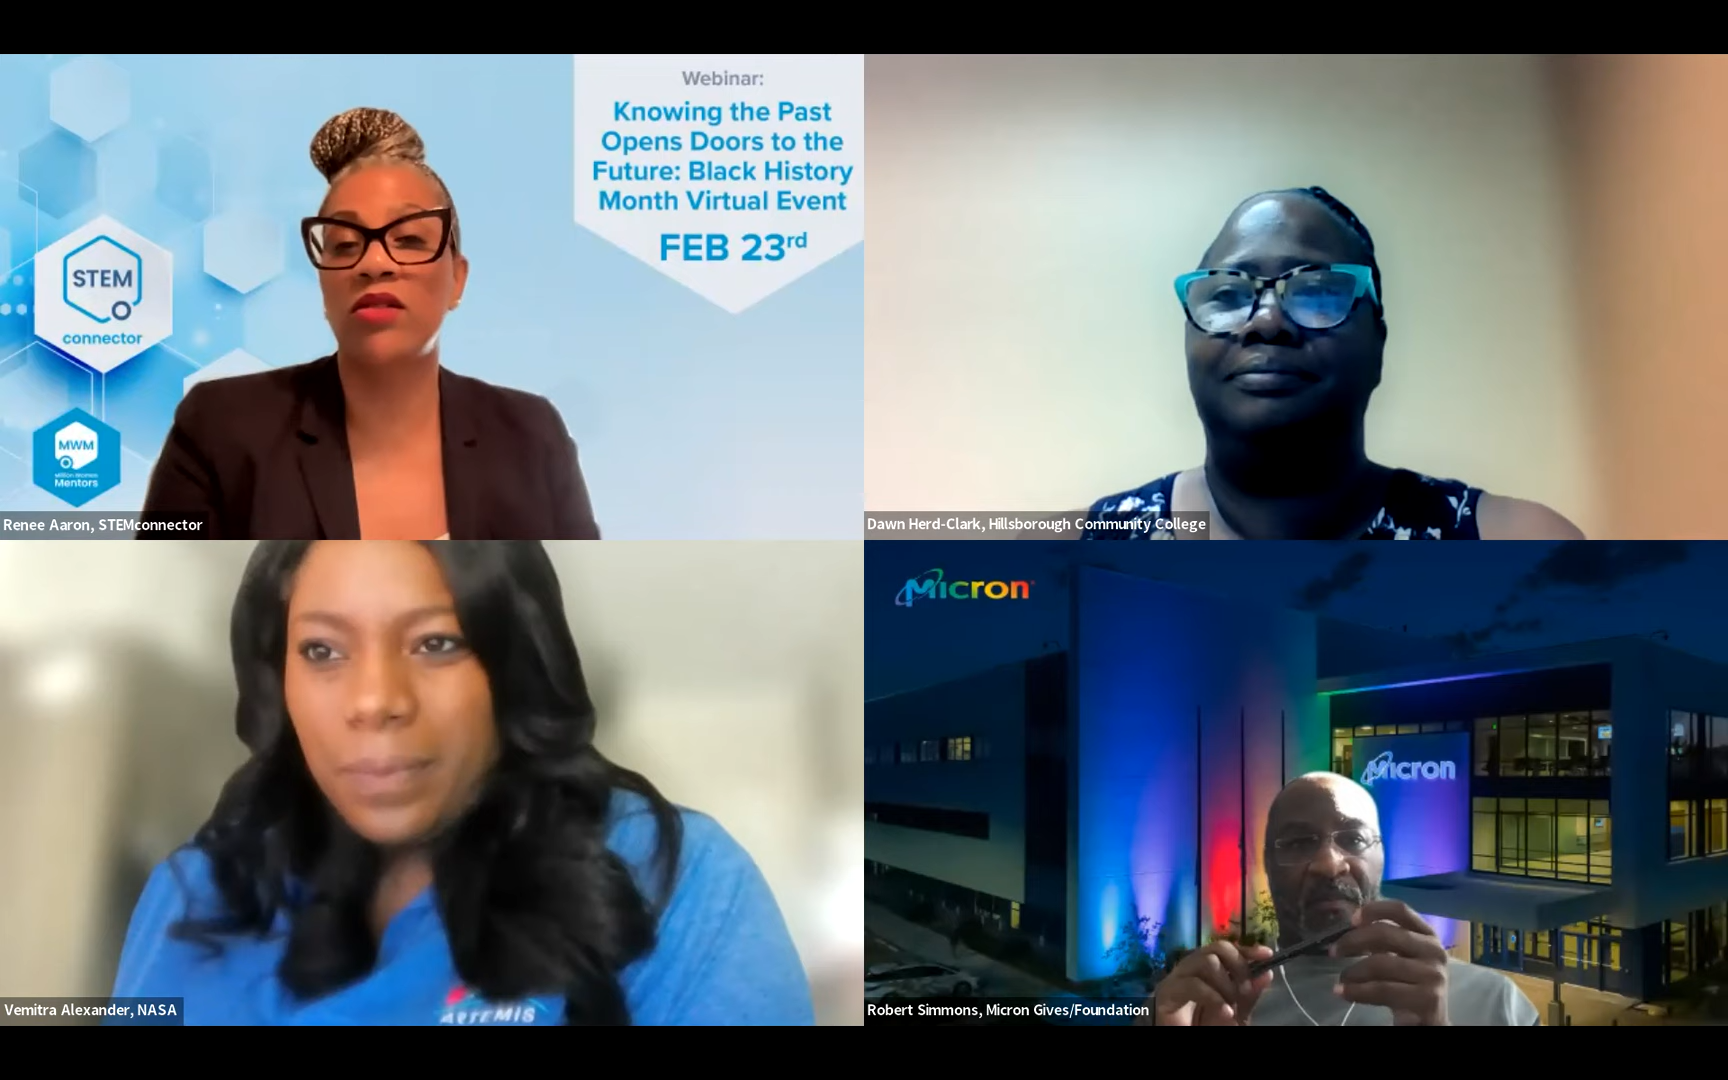 Webinar:
Knowing the Past
Opens Doors to the
Future: Black History
Month Virtual Event
FEB 23rd
STEM
connector
MWM
Million Women
Mentors
Renee Aaron, STEMconnector
Dawn Herd-Clark, Hillsborough Community College
ARTEMIS
Vemitra Alexander, NASA
Micron
Micron
Robert Simmons, Micron Gives/Foundation